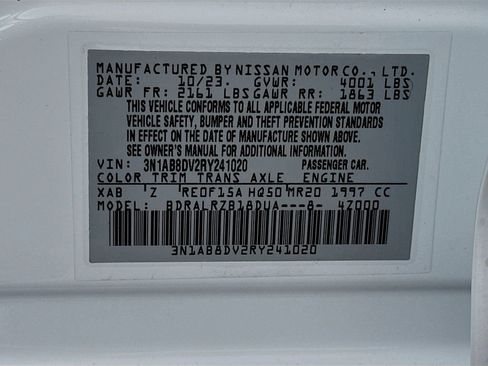 MANUFACTURED BY NISSAN MOTOR CO., LTD.
DATE: 10/23. GVWR: 4001 LBS
GAWR FR: 2161 LBS GAWR RR: 1863 LBS
THIS VEHICLE CONFORMS TO ALL APPLICABLE FEDERAL MOTOR
VEHICLE SAFETY, BUMPER AND THEFT PREVENTION STANDARDS
IN EFFECT ON THE DATE OF MANUFACTURE SHOWN ABOVE.
SEE OWNER'S MANUAL FOR ADDITIONAL INFORMATION.
VIN: 3N1AB8DV2RY241020 PASSENGER CAR.
COLOR TRIM TRANS AXLE ENGINE
XAB 'Z RE0F15A HQ50 MR20 1997 CC
MODEL: BDRALRZB18DUA---8- 4Z000
3N1AB8DV2RY241020